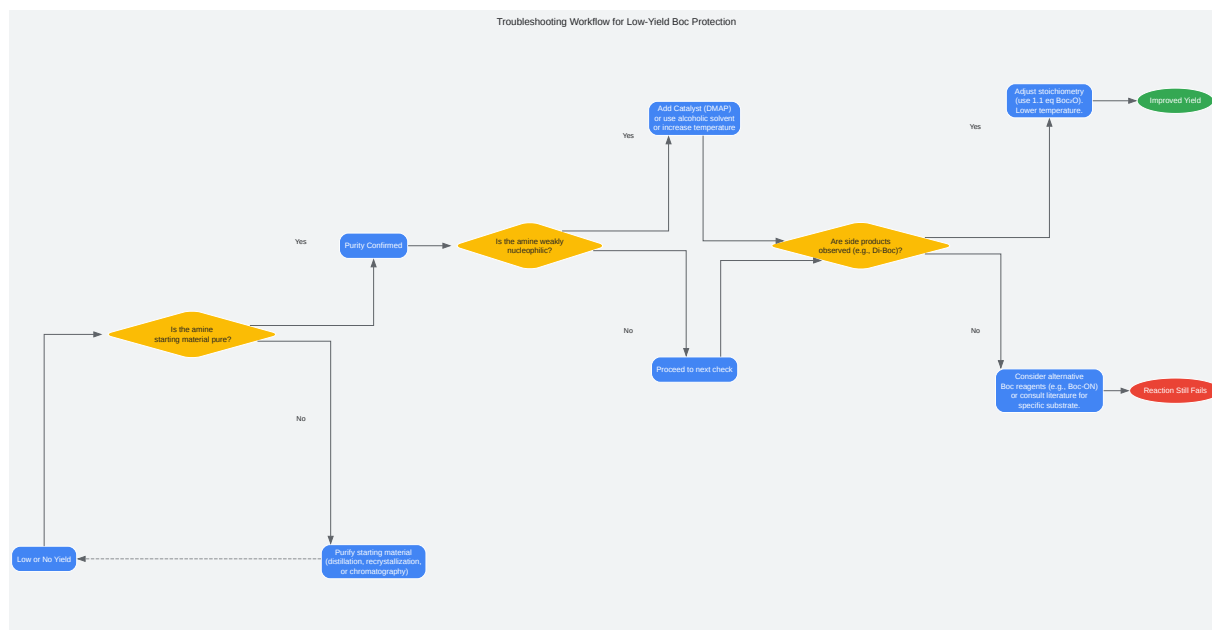 Troubleshooting Workflow for Low-Yield Boc Protection
Low or No Yield
Is the amine
starting material pure?
Yes
No
Purity Confirmed
Purify starting material
(distillation, recrystallization,
or chromatography)
Is the amine weakly
nucleophilic?
Yes
No
Add Catalyst (DMAP)
or use alcoholic solvent
or increase temperature
Proceed to next check
Are side products
observed (e.g., Di-Boc)?
Yes
No
Adjust stoichiometry
(use 1.1 eq Boc₂O).
Lower temperature.
Improved Yield
Consider alternative
Boc reagents (e.g., Boc-ON)
or consult literature for
specific substrate.
Reaction Still Fails